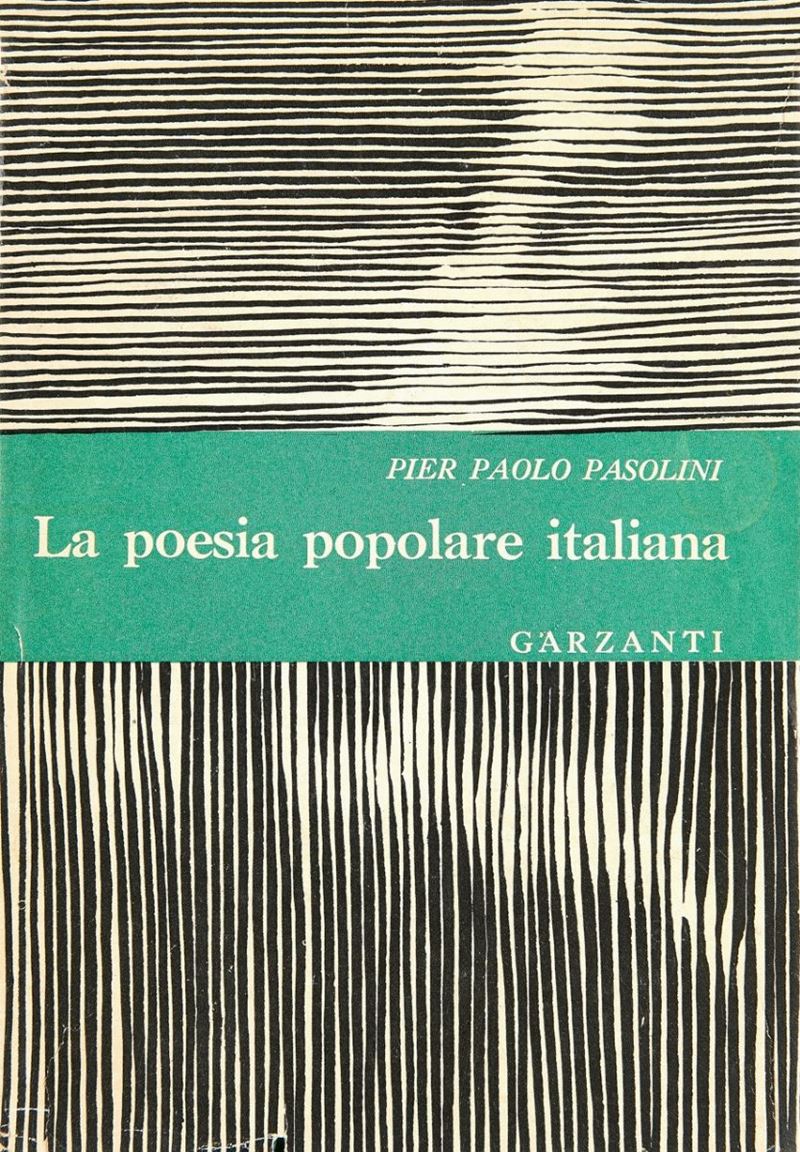 PIER PAOLO PASOLINI
La poesia popolare italiana
GARZANTI